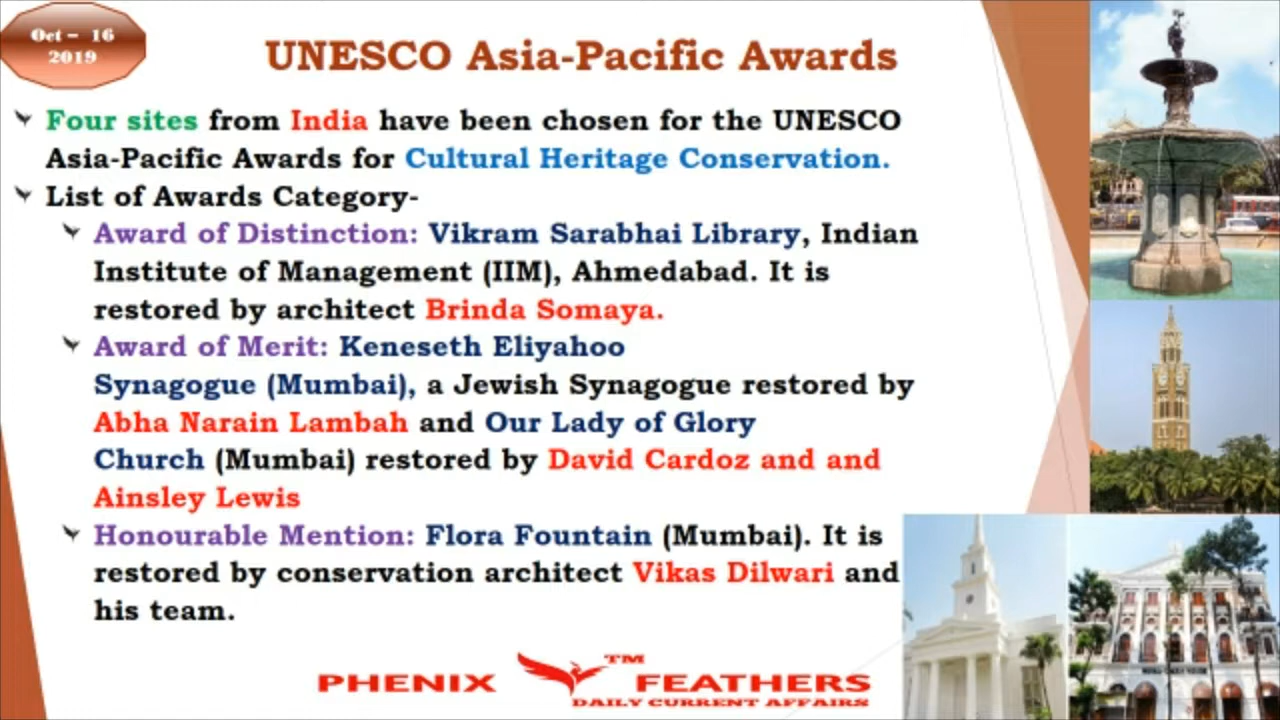 Oct – 16
2019
UNESCO Asia-Pacific Awards
Four sites from India have been chosen for the UNESCO
Asia-Pacific Awards for Cultural Heritage Conservation.
List of Awards Category-
Award of Distinction: Vikram Sarabhai Library, Indian
Institute of Management (IIM), Ahmedabad. It is
restored by architect Brinda Somaya.
Award of Merit: Keneseth Eliyahoo
Synagogue (Mumbai), a Jewish Synagogue restored by
Abha Narain Lambah and Our Lady of Glory
Church (Mumbai) restored by David Cardoz and and
Ainsley Lewis
Honourable Mention: Flora Fountain (Mumbai). It is
restored by conservation architect Vikas Dilwari and
his team.
PHENIX TM FEATHERS
DAILY CURRENT AFFAIRS